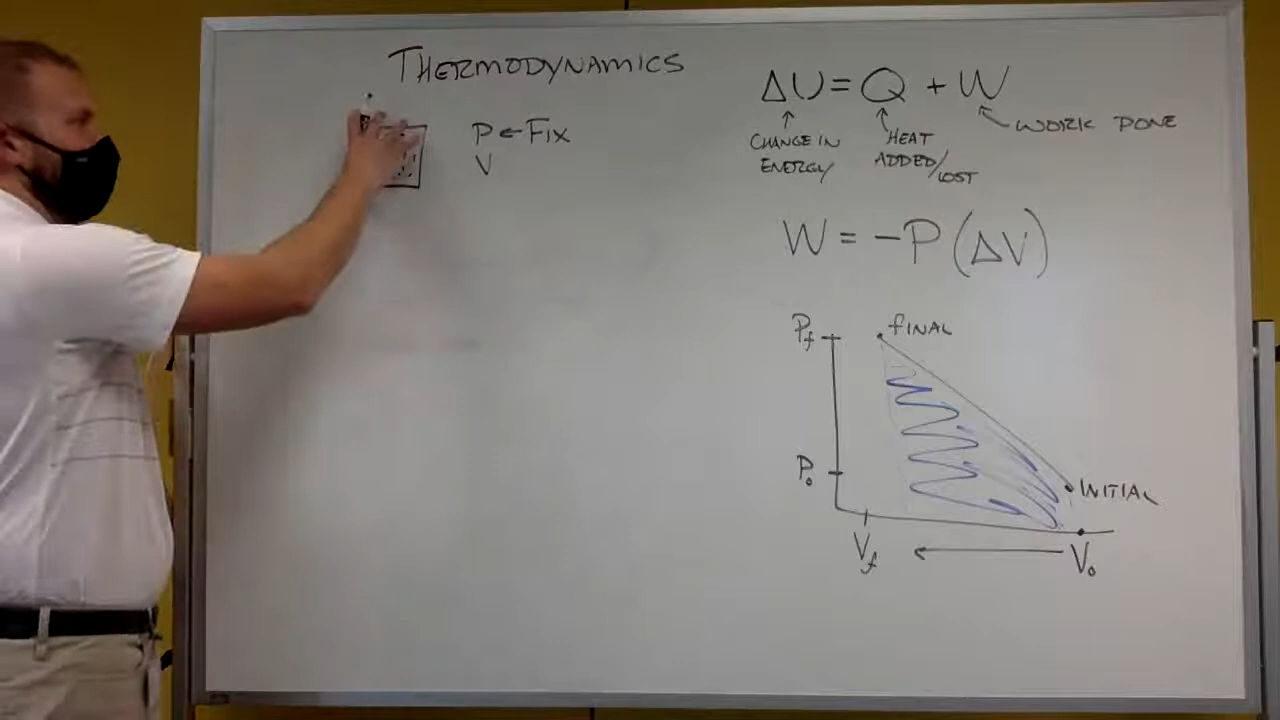 THERMODYNAMICS
P ← FIX
V
ΔU = Q + W
CHANGE IN
ENERGY
HEAT
ADDED/
LOST
WORK DONE
W = -P (ΔV)
Pf
FINAL
P₀
INITIAL
Vf
V₀